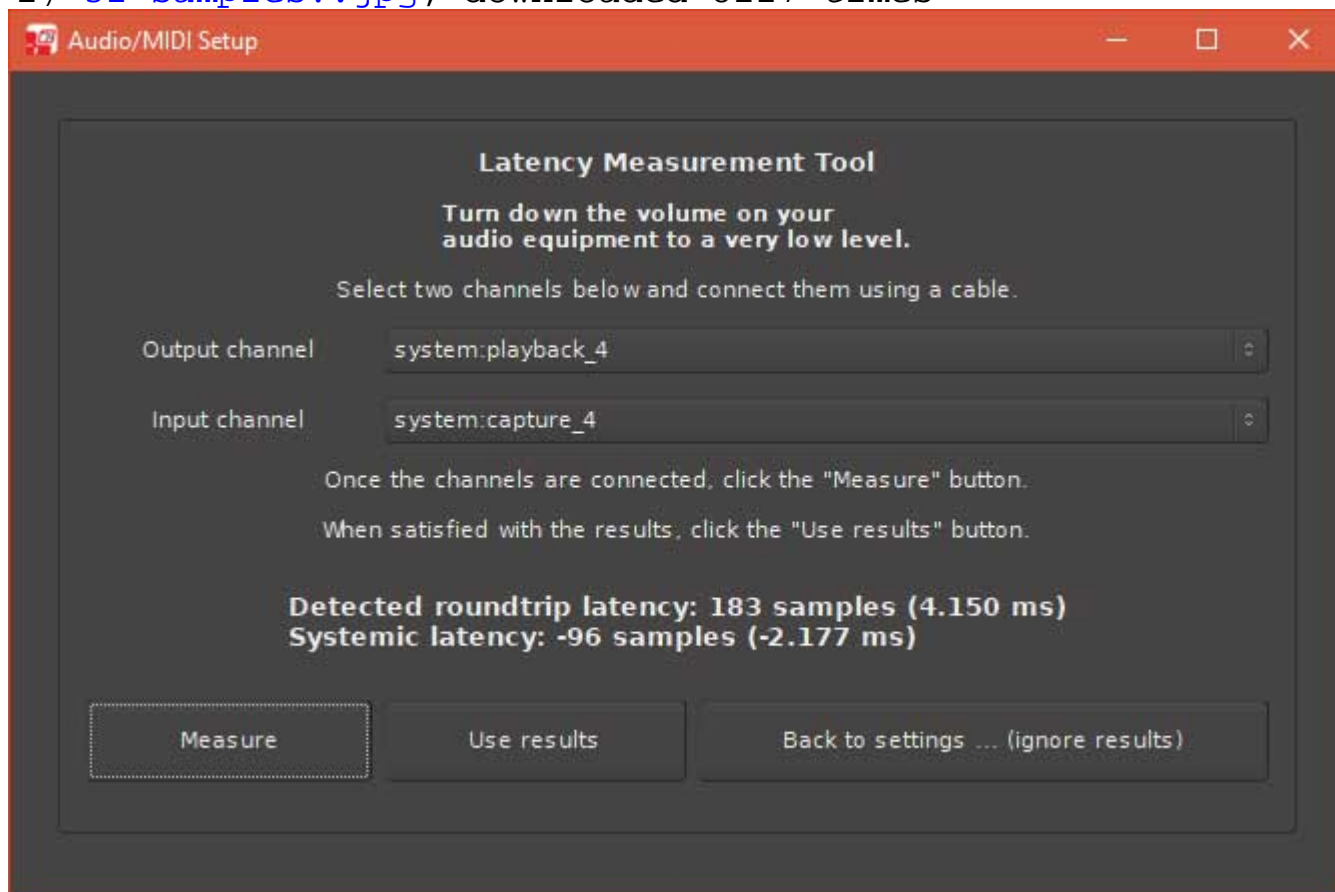 samples..jpg, downloaded times
Audio/MIDI Setup
Latency Measurement Tool
Turn down the volume on your
audio equipment to a very low level.
Select two channels below and connect them using a cable.
Output channel system:playback_4
Input channel system:capture_4
Once the channels are connected, click the "Measure" button.
When satisfied with the results, click the "Use results" button.
Detected roundtrip latency: 183 samples (4.150 ms)
Systemic latency: -96 samples (-2.177 ms)
Measure Use results Back to settings ... (ignore results)